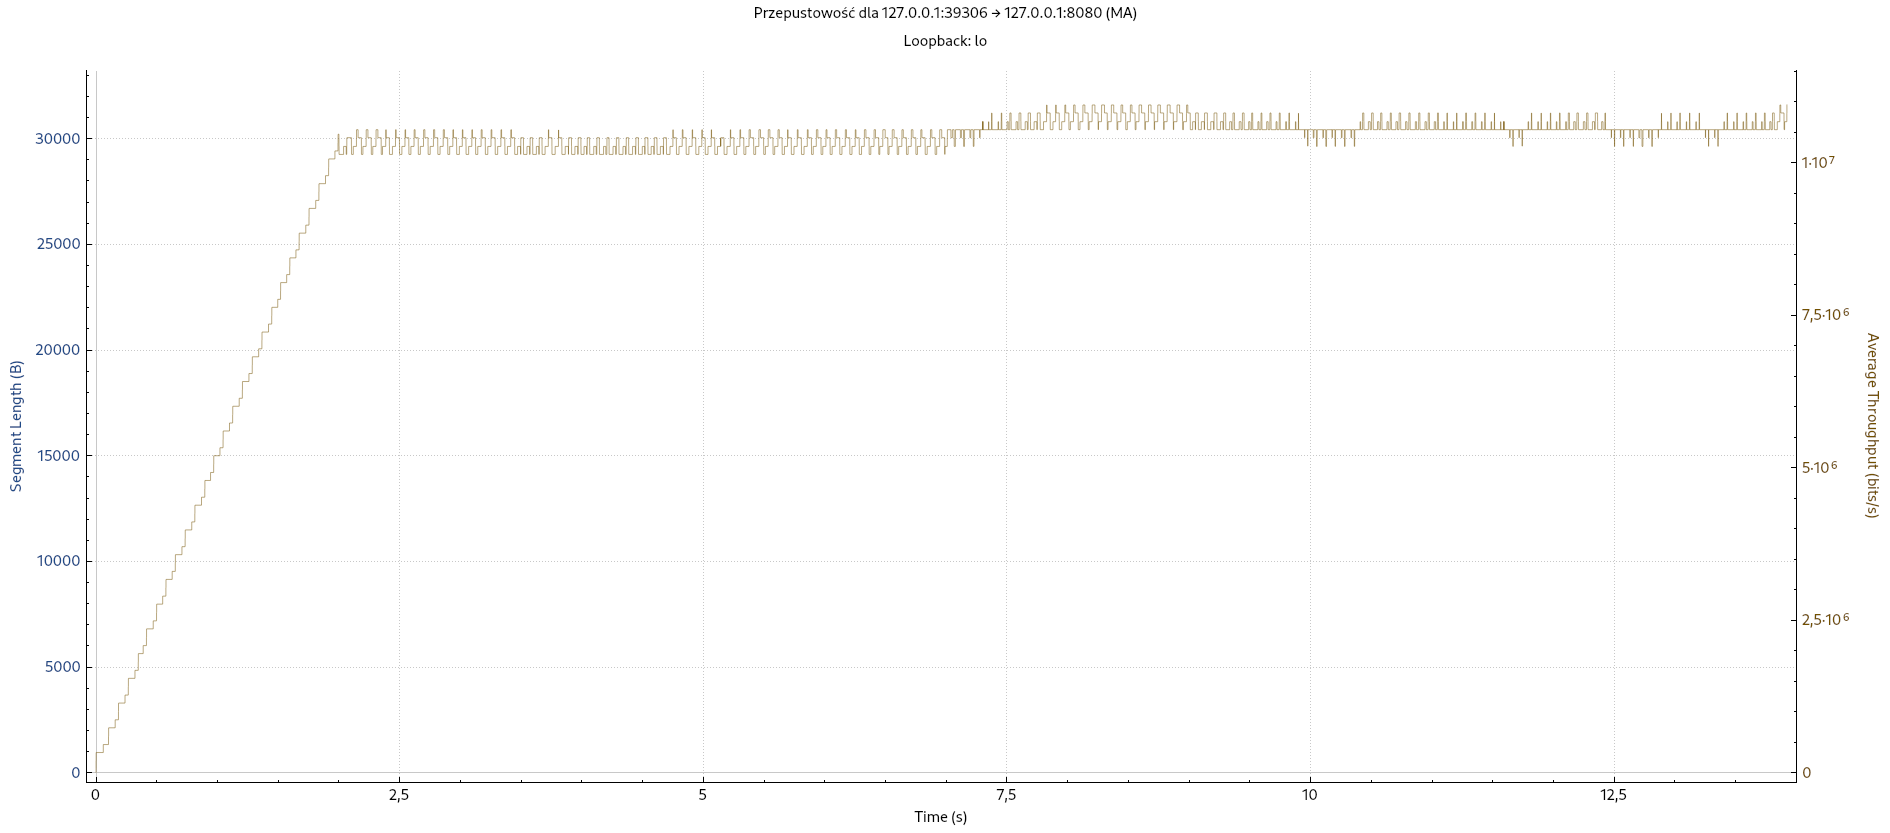 Przepustowość dla 127.0.0.1:39306 → 127.0.0.1:8080 (MA)
Loopback: lo
Segment Length (B)
30000
25000
20000
15000
10000
5000
0
1·10⁷
7,5·10⁶
5·10⁶
2,5·10⁶
0
Average Throughput (bits/s)
0 2,5 5 7,5 10 12,5
Time (s)